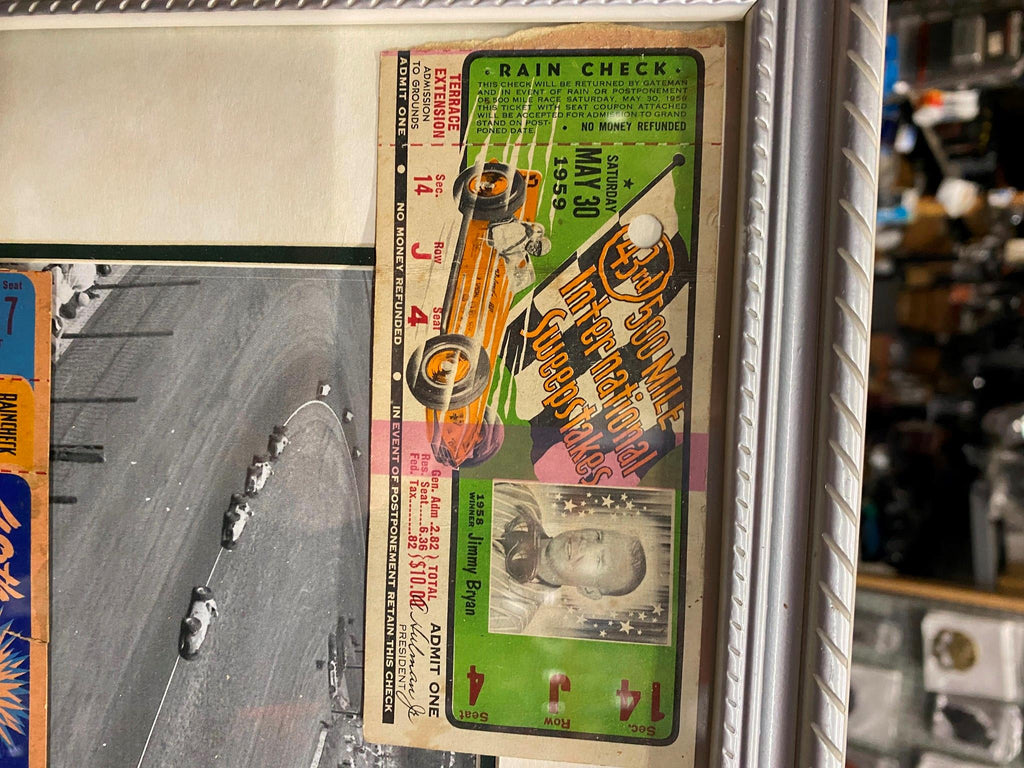 • RAIN CHECK •
THIS CHECK WILL BE RETURNED BY GATEMAN
AND IN EVENT OF RAIN OR POSTPONEMENT
OF 500 MILE RACE SATURDAY, MAY 30, 1959
THIS TICKET WITH SEAT COUPON ATTACHED
WILL BE ACCEPTED FOR ADMISSION TO GRAND
STAND ON POST-
PONED DATE • NO MONEY REFUNDED
TERRACE
EXTENSION
ADMISSION
TO GROUNDS
SATURDAY
MAY 30
1959
43rd 500 MILE
International
Sweepstakes
Sec. Row Seat
14 J 4
1958
WINNER Jimmy Bryan
Gen. Adm .2.82
Res. Seat......6.36
Fed. Tax.........82
TOTAL
$10.00
ADMIT ONE
A Hulman Jr
PRESIDENT
ADMIT ONE • NO MONEY REFUNDED • IN EVENT OF POSTPONEMENT RETAIN THIS CHECK
Sec. Row Seat
14 J 4
Seat
7
RAINCHECK